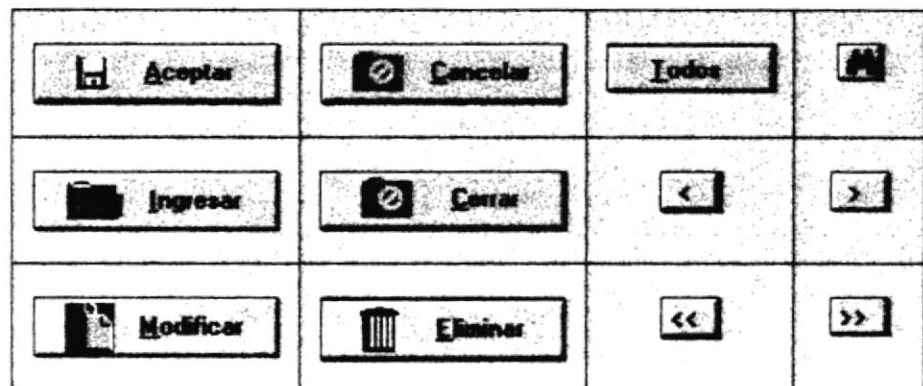 Aceptar Cancelar Todos
Ingresar Cerrar < >
Modificar Eliminar << >>